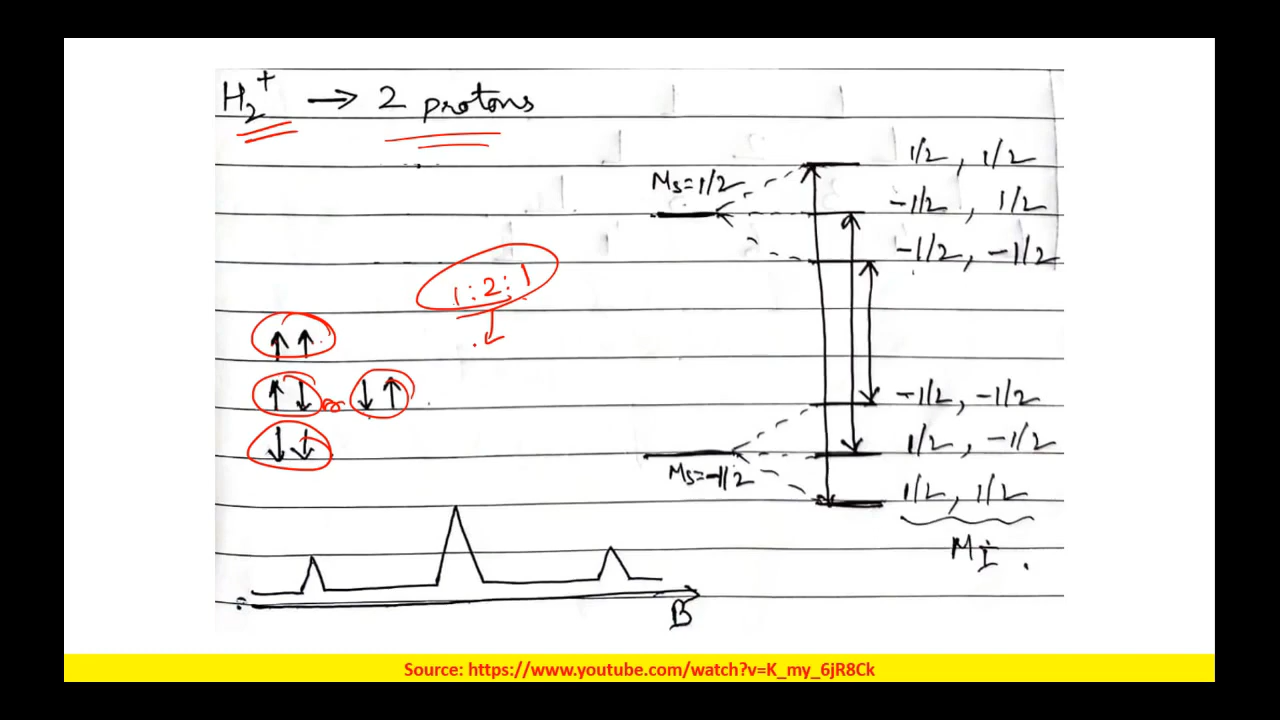 H₂⁺ → 2 protons
1/2 , 1/2
Ms=1/2
-1/2 , 1/2
-1/2, -1/2
1:2:1
↑↑
↑↓ or ↓↑
↓↓
-1/2, -1/2
1/2, -1/2
Ms=-1/2
1/2, 1/2
MI .
B
Source: https://www.youtube.com/watch?v=K_my_6jR8Ck